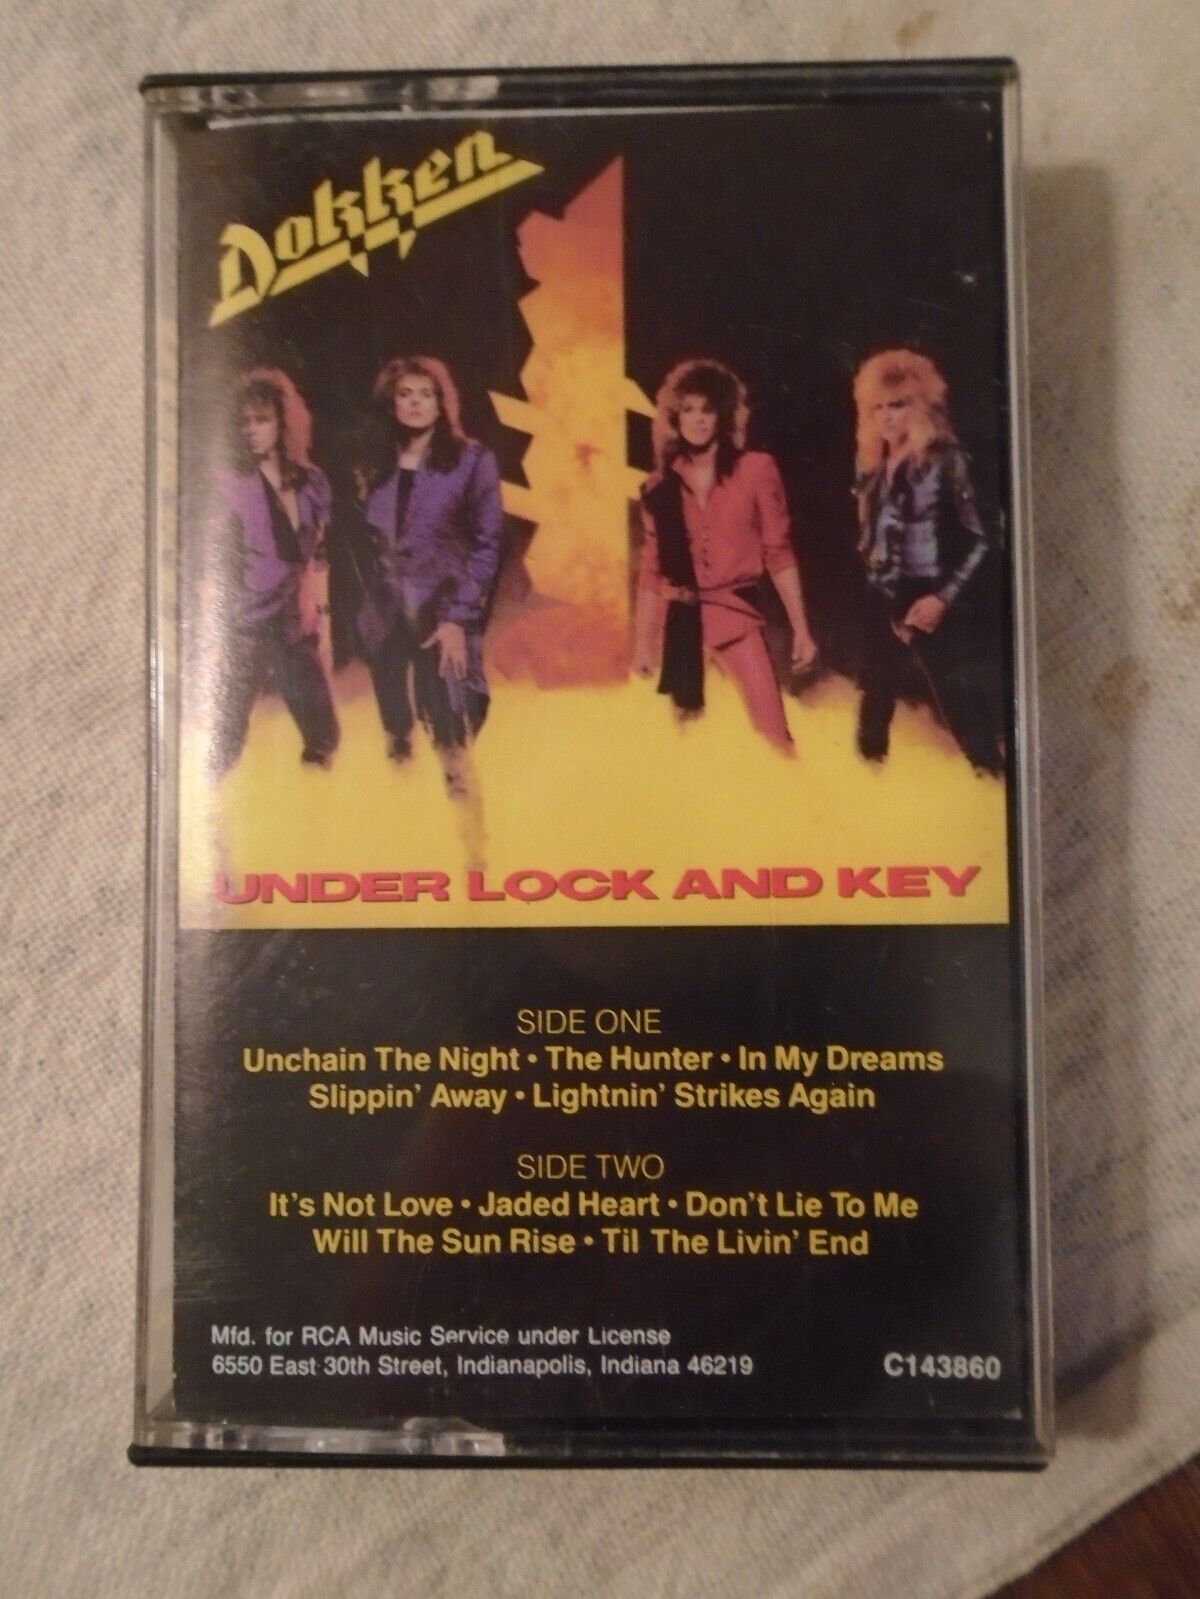 Dokken
UNDER LOCK AND KEY
SIDE ONE
Unchain The Night • The Hunter • In My Dreams
Slippin' Away • Lightnin' Strikes Again
SIDE TWO
It's Not Love • Jaded Heart • Don't Lie To Me
Will The Sun Rise • Til The Livin' End
Mfd. for RCA Music Service under License
6550 East 30th Street, Indianapolis, Indiana 46219
C143860